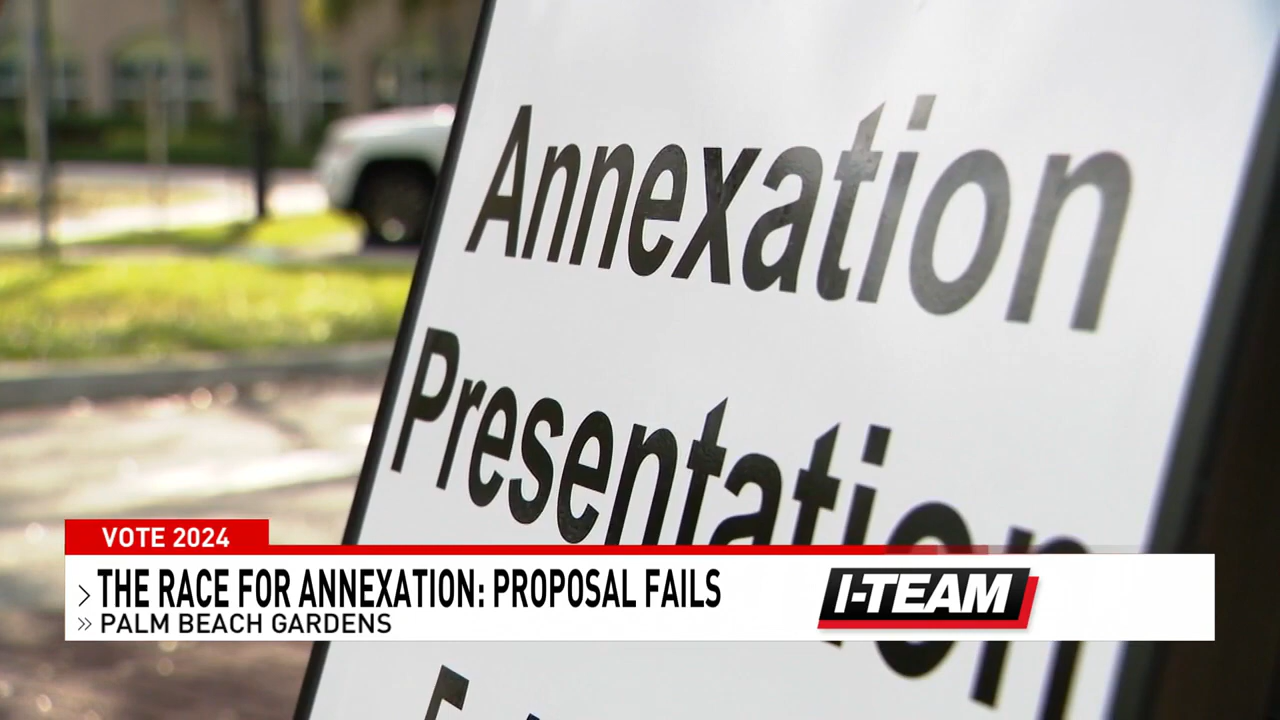 Annexation
Presentation
VOTE 2024
THE RACE FOR ANNEXATION: PROPOSAL FAILS
PALM BEACH GARDENS
I-TEAM